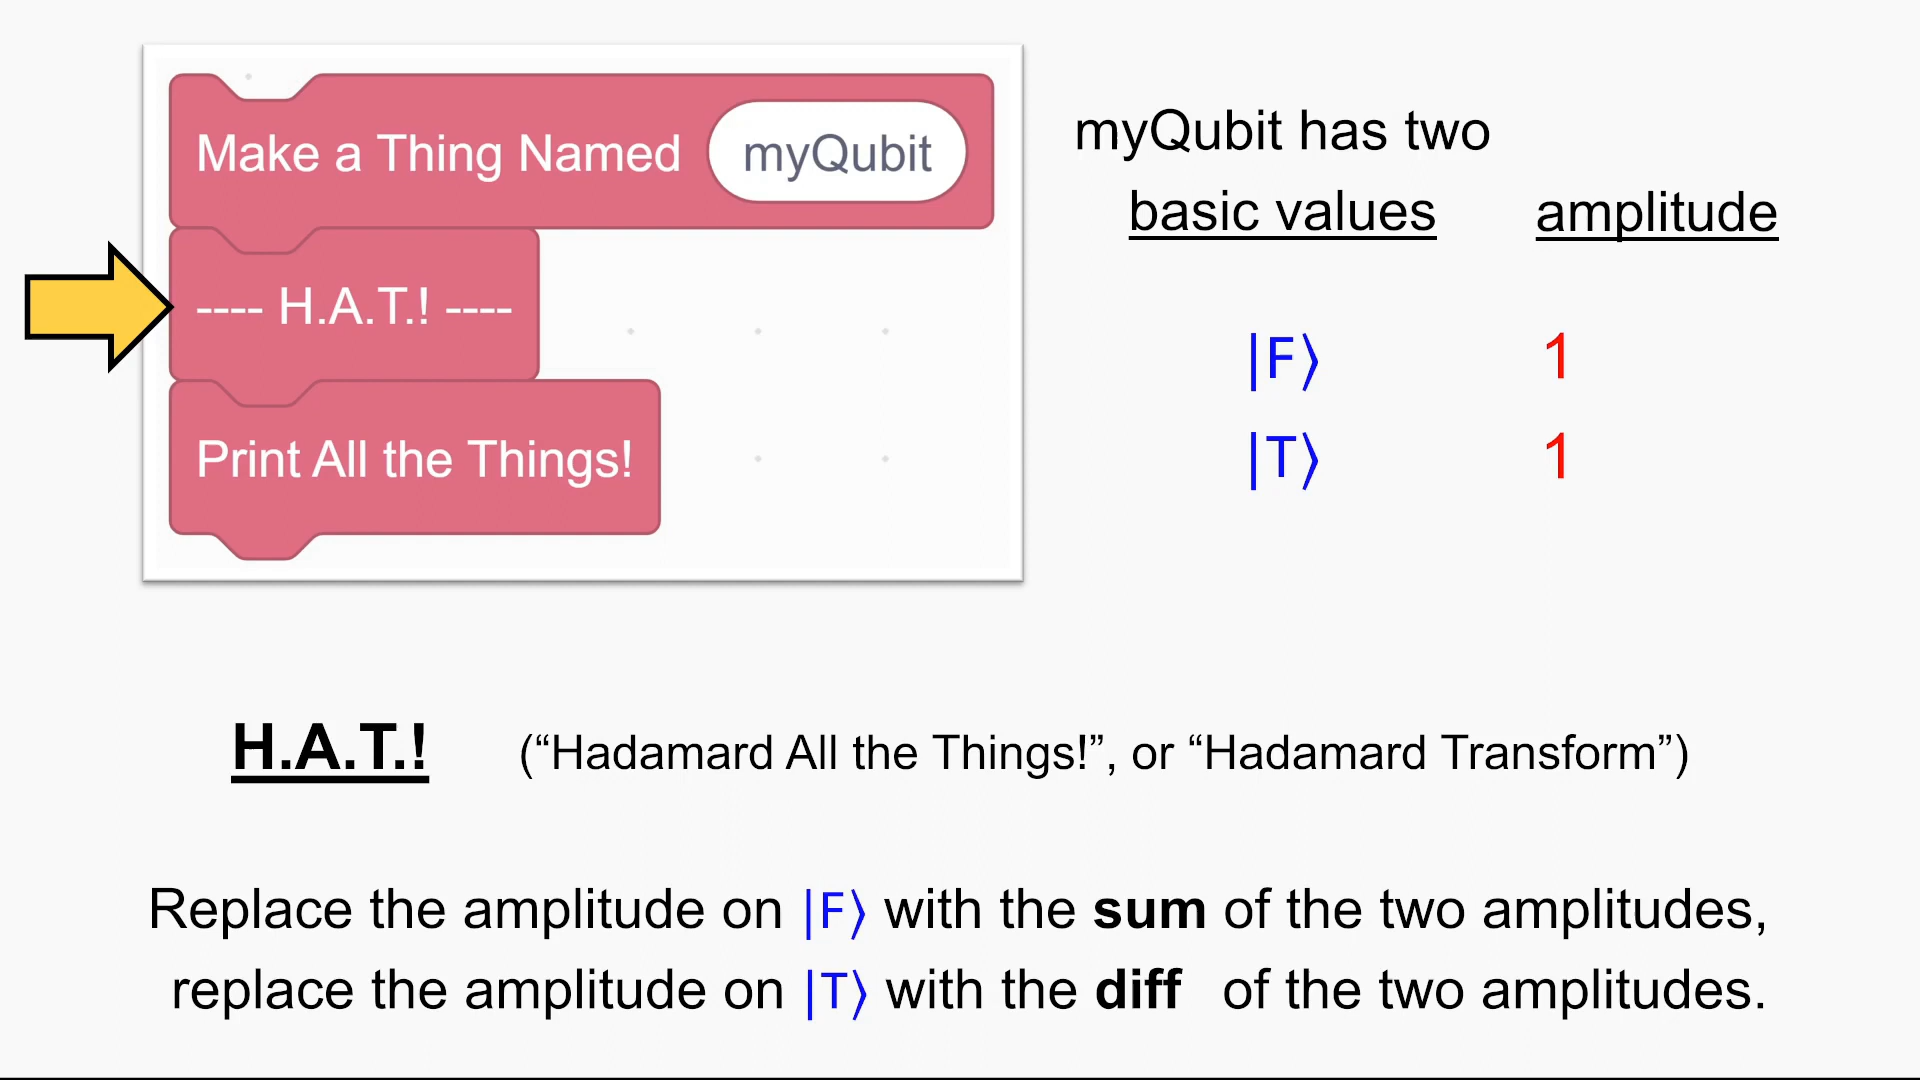 Make a Thing Named myQubit
---- H.A.T.! ----
Print All the Things!
myQubit has two
basic values amplitude
|F⟩ 1
|T⟩ 1
H.A.T.! (“Hadamard All the Things!”, or “Hadamard Transform”)
Replace the amplitude on |F⟩ with the sum of the two amplitudes,
replace the amplitude on |T⟩ with the diff of the two amplitudes.